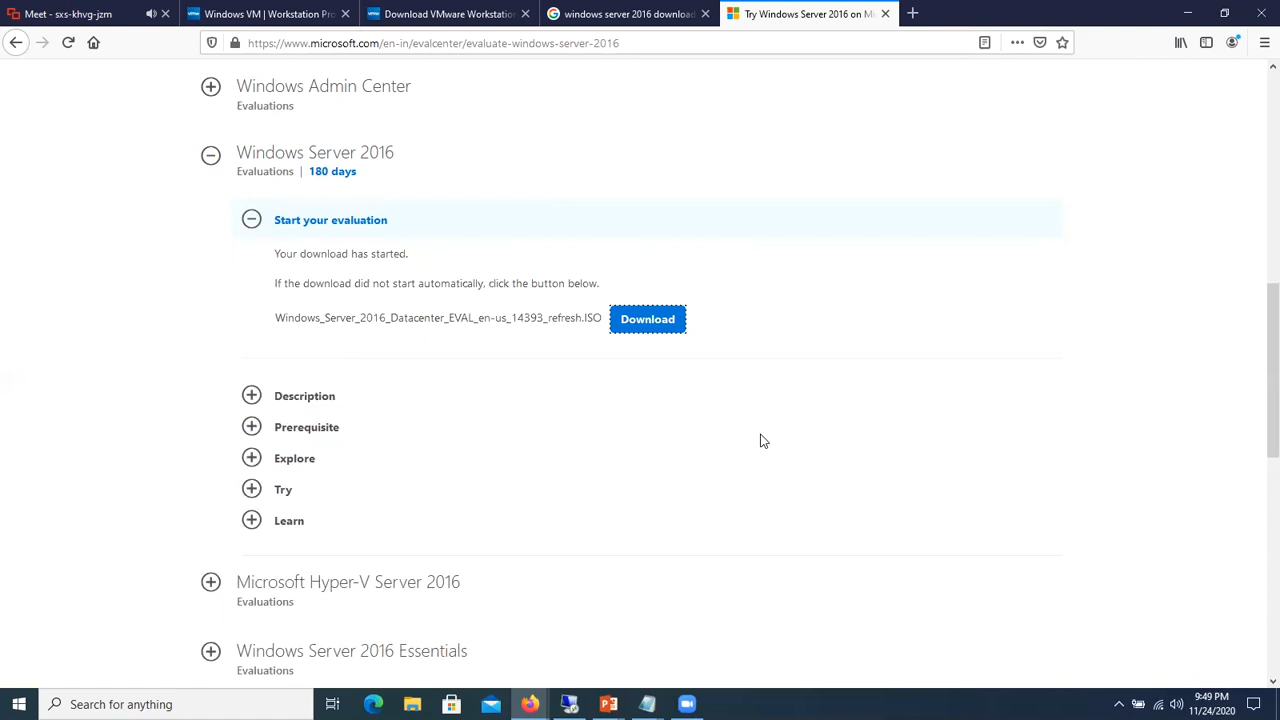 Meet - sxs-khvg-jzm
Windows VM | Workstation Pro
Download VMware Workstation
windows server 2016 download
Try Windows Server 2016 on Mi
https://www.microsoft.com/en-in/evalcenter/evaluate-windows-server-2016
Windows Admin Center
Evaluations
Windows Server 2016
Evaluations | 180 days
Start your evaluation
Your download has started.
If the download did not start automatically, click the button below.
Windows_Server_2016_Datacenter_EVAL_en-us_14393_refresh.ISO Download
Description
Prerequisite
Explore
Try
Learn
Microsoft Hyper-V Server 2016
Evaluations
Windows Server 2016 Essentials
Evaluations
Search for anything
9:49 PM
11/24/2020